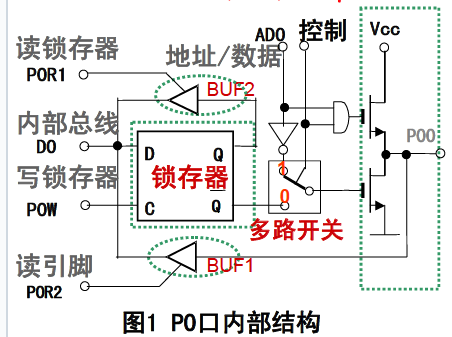 读锁存器
POR1
地址/数据
BUF2
AD0
控制
Vcc
内部总线
D0
D
Q
锁存器
P00
写锁存器
POW
C
Q
1
0
多路开关
读引脚
POR2
BUF1
图1 P0口内部结构